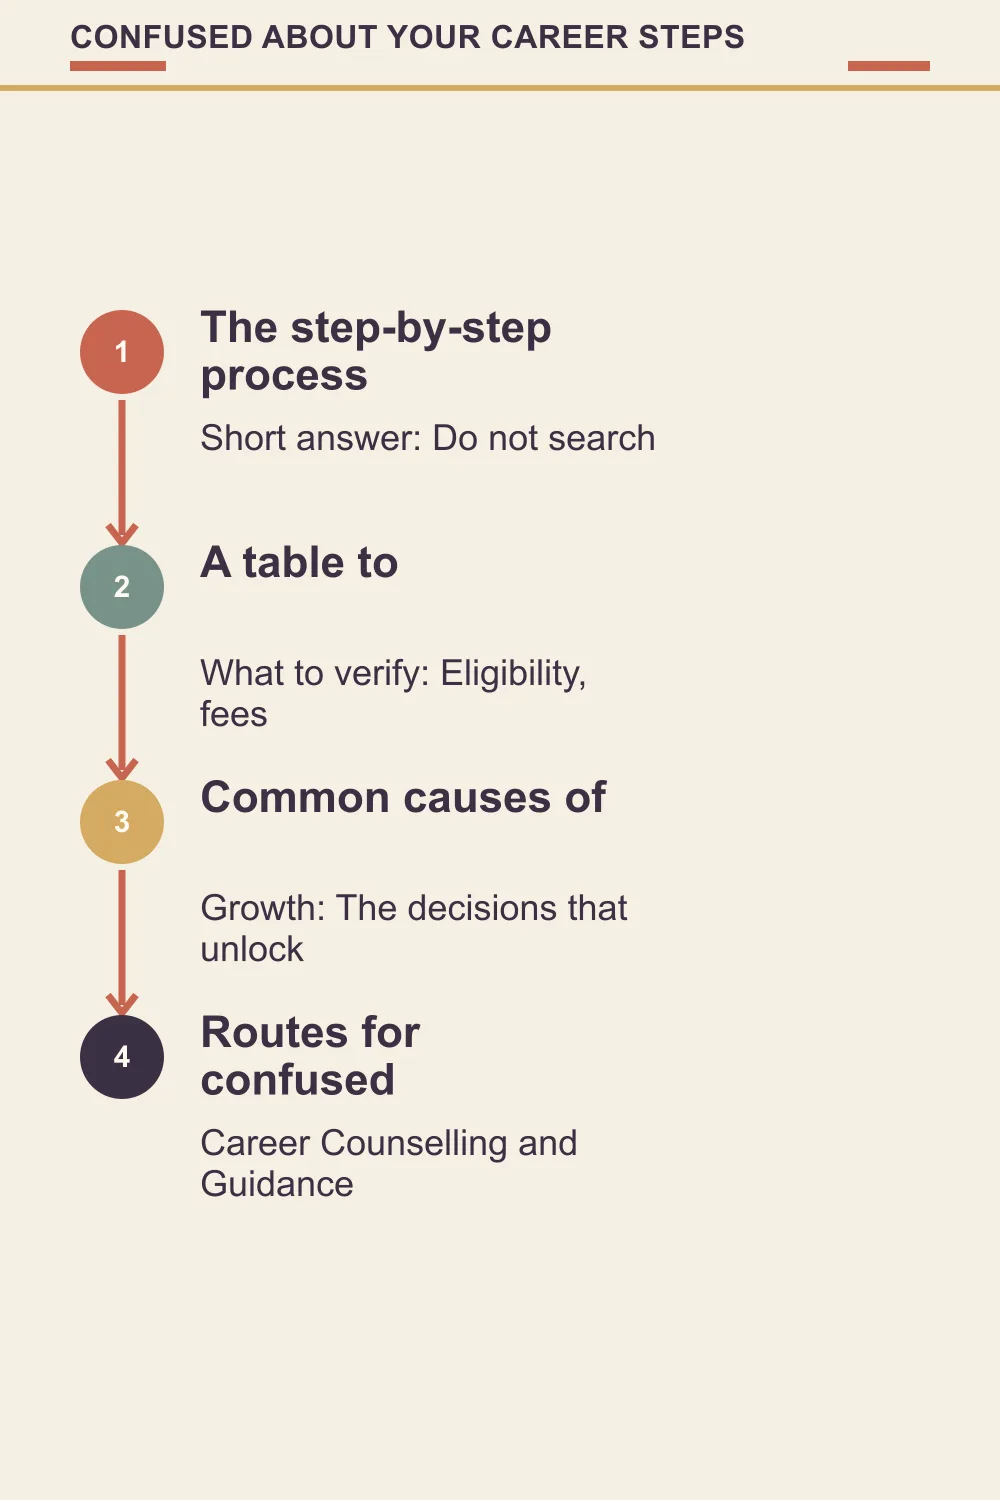 CONFUSED ABOUT YOUR CAREER STEPS
1
The step-by-step
process
Short answer: Do not search
2
A table to
What to verify: Eligibility,
fees
3
Common causes of
Growth: The decisions that
unlock
4
Routes for
confused
Career Counselling and
Guidance